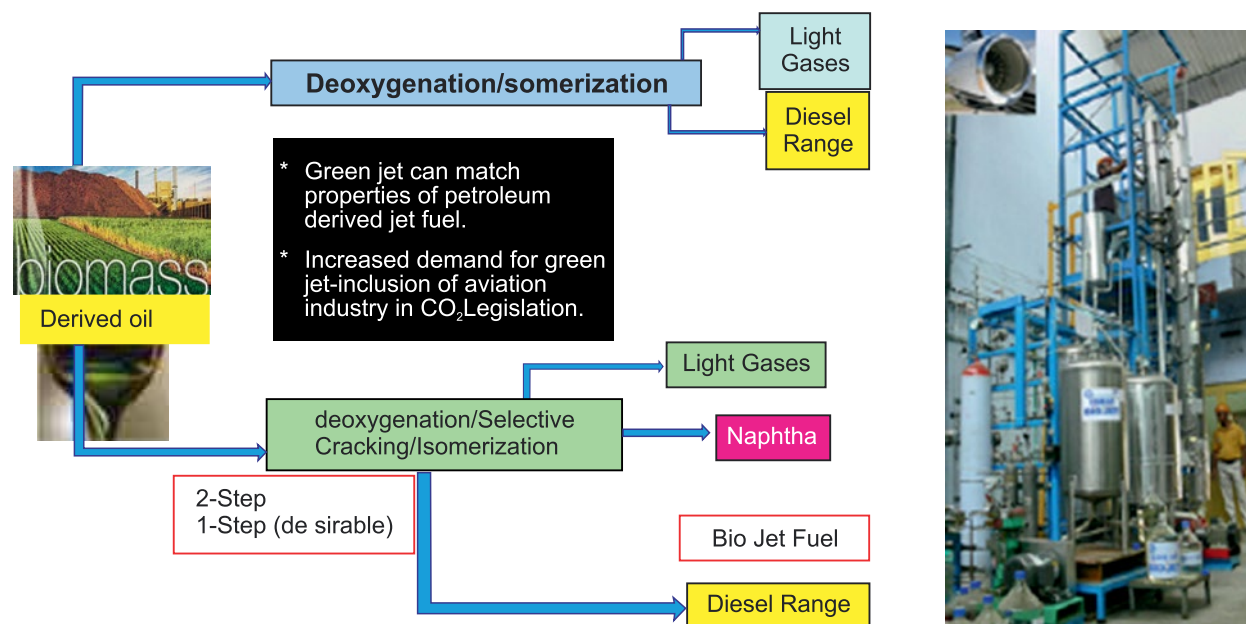 Deoxygenation/somerization
Light
Gases
Diesel
Range
* Green jet can match
properties of petroleum
derived jet fuel.
* Increased demand for green
jet-inclusion of aviation
industry in CO₂Legislation.
biomass
Derived oil
Light Gases
deoxygenation/Selective
Cracking/Isomerization
Naphtha
2-Step
1-Step (de sirable)
Bio Jet Fuel
Diesel Range